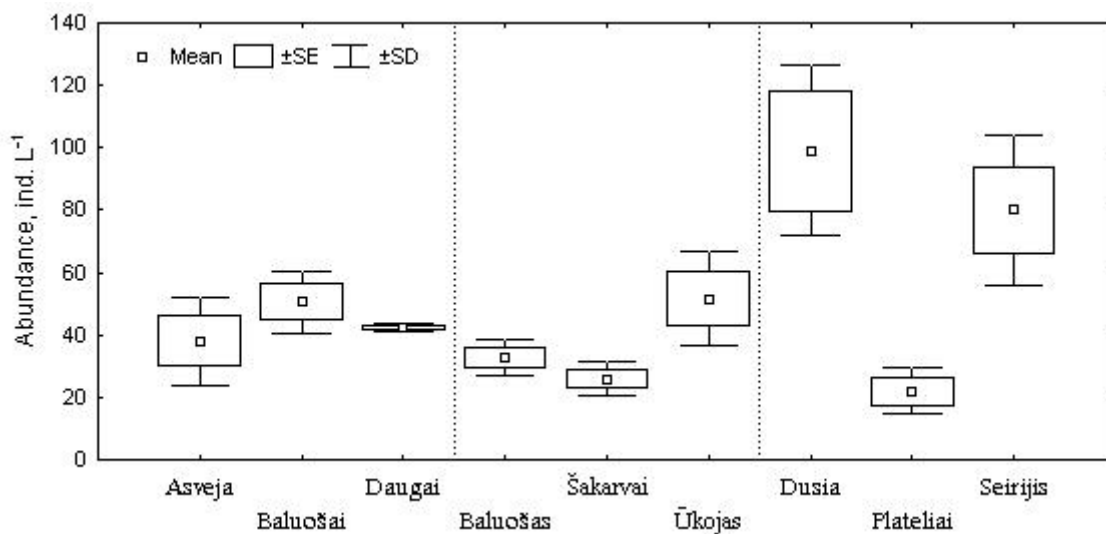 140
Mean ±SE ±SD
120
100
80
60
40
20
0
Abundance, ind. L⁻¹
Asveja Daugai Šakarvai Dusia Seirijis
Baluošai Baluošas Ūkojas Plateliai